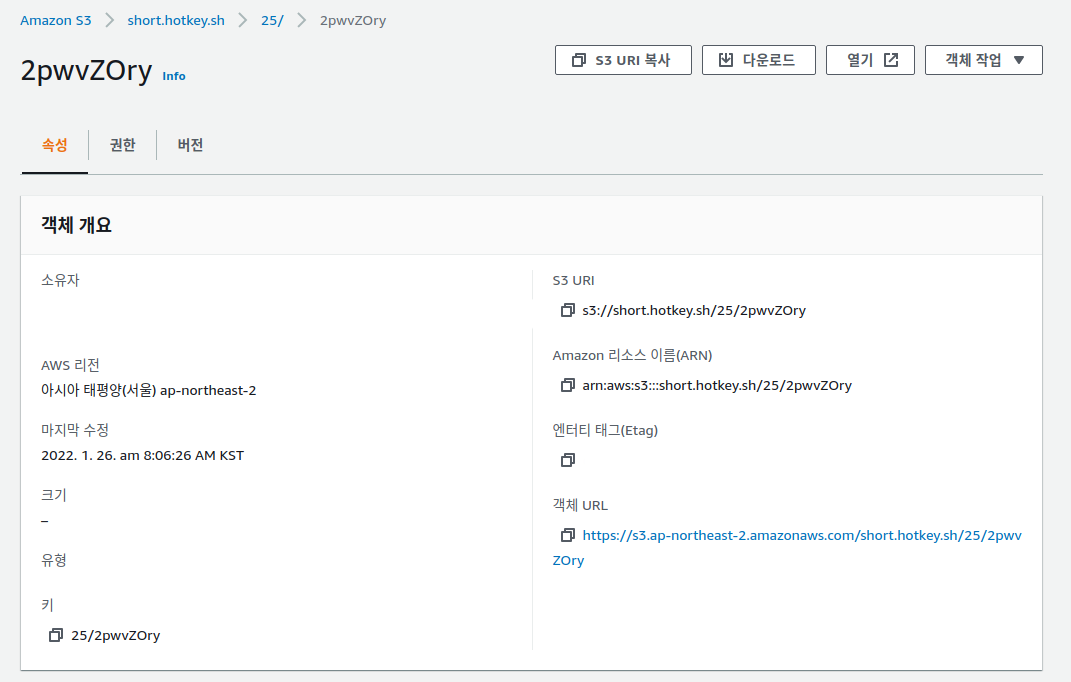 Amazon S3 > short.hotkey.sh > 25/ > 2pwvZOry
2pwvZOry Info
S3 URI 복사
다운로드
열기
객체 작업
속성
권한
버전
객체 개요
소유자
AWS 리전
아시아 태평양(서울) ap-northeast-2
마지막 수정
2022. 1. 26. am 8:06:26 AM KST
크기
–
유형
키
25/2pwvZOry
S3 URI
s3://short.hotkey.sh/25/2pwvZOry
Amazon 리소스 이름(ARN)
arn:aws:s3:::short.hotkey.sh/25/2pwvZOry
엔터티 태그(Etag)
객체 URL
https://s3.ap-northeast-2.amazonaws.com/short.hotkey.sh/25/2pwv
ZOry